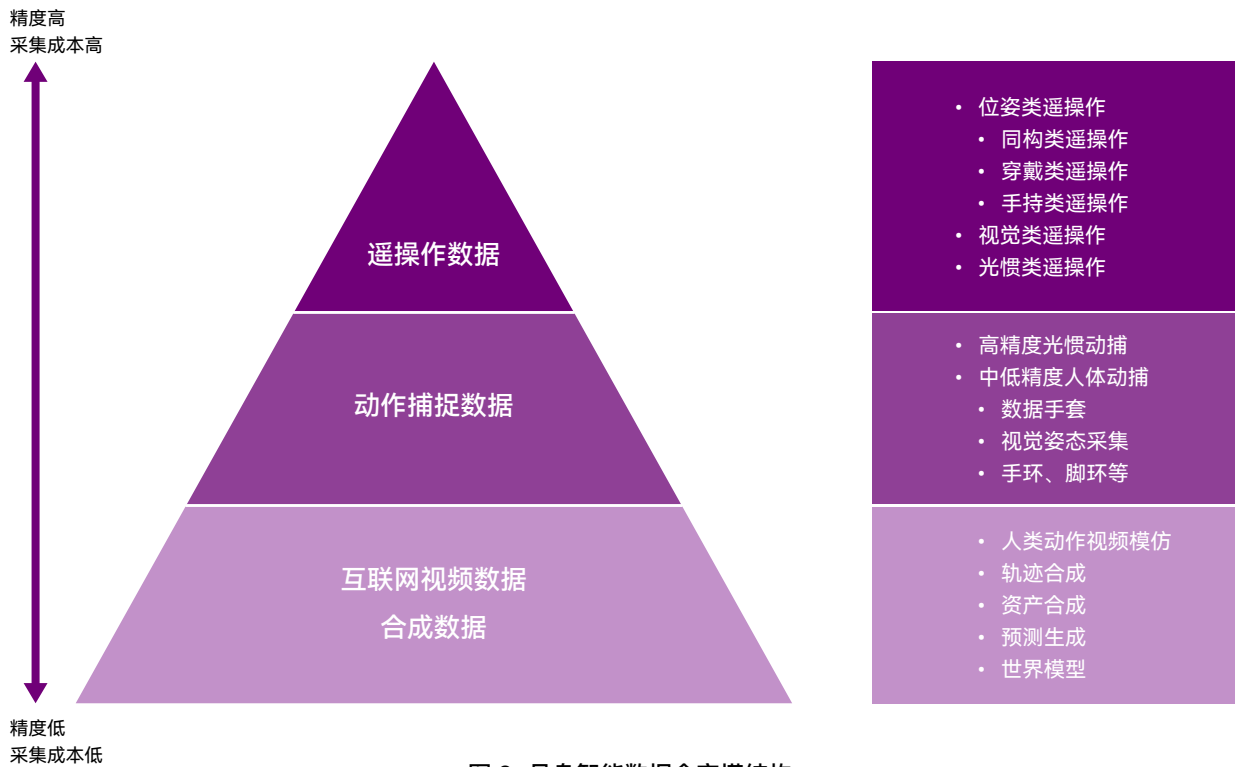 精度高
采集成本高
遥操作数据
动作捕捉数据
互联网视频数据
合成数据
• 位姿类遥操作
• 同构类遥操作
• 穿戴类遥操作
• 手持类遥操作
• 视觉类遥操作
• 光惯类遥操作
• 高精度光惯动捕
• 中低精度人体动捕
• 数据手套
• 视觉姿态采集
• 手环、脚环等
• 人类动作视频模仿
• 轨迹合成
• 资产合成
• 预测生成
• 世界模型
精度低
采集成本低